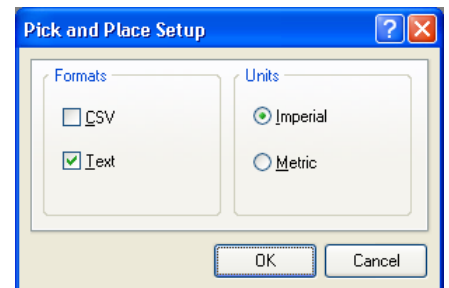 Pick and Place Setup ?
Formats
CSV
Text
Units
Imperial
Metric
OK
Cancel